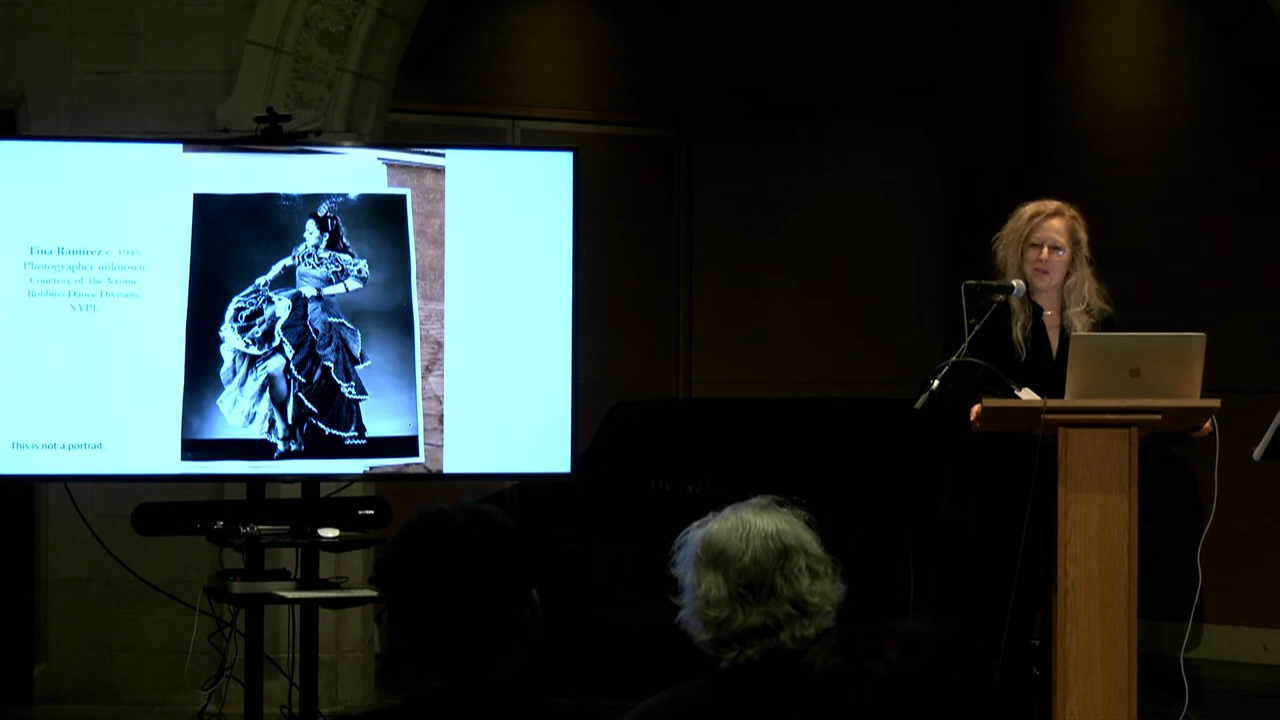 Tina Ramirez c. 1945
Photographer unknown
Courtesy of the Jerome
Robbins Dance Division,
NYPL
This is not a portrait.